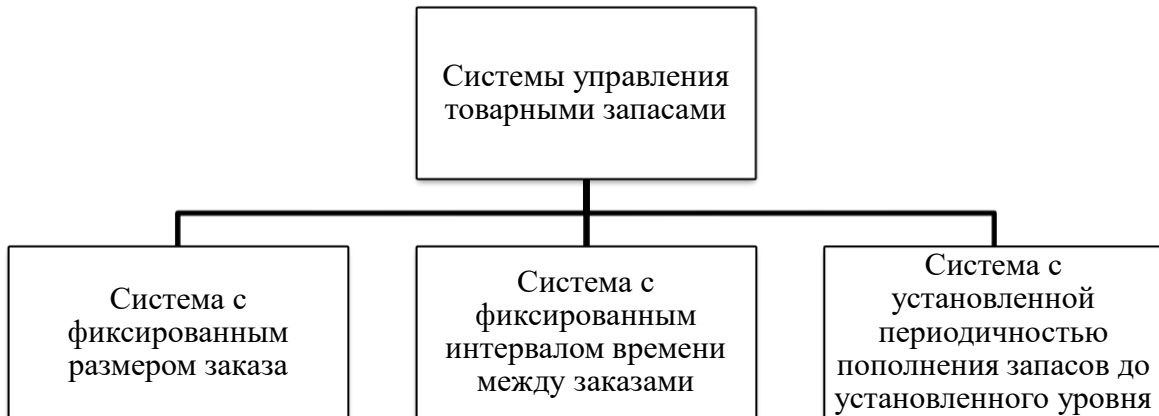 Системы управления
товарными запасами
Система с
фиксированным
размером заказа
Система с
фиксированным
интервалом времени
между заказами
Система с
установленной
периодичностью
пополнения запасов до
установленного уровня